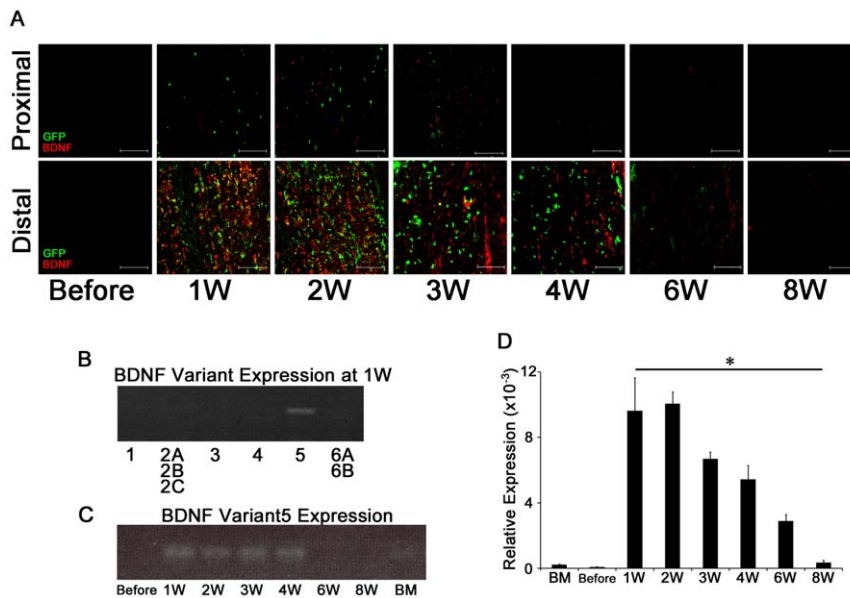 A
Proximal
GFP
BDNF
Distal
GFP
BDNF
Before 1W 2W 3W 4W 6W 8W
B
BDNF Variant Expression at 1W
1 2A 3 4 5 6A
2B 6B
2C
C
BDNF Variant5 Expression
Before 1W 2W 3W 4W 6W 8W BM
D
*
Relative Expression (x10⁻³)
12
8
4
0
BM Before 1W 2W 3W 4W 6W 8W